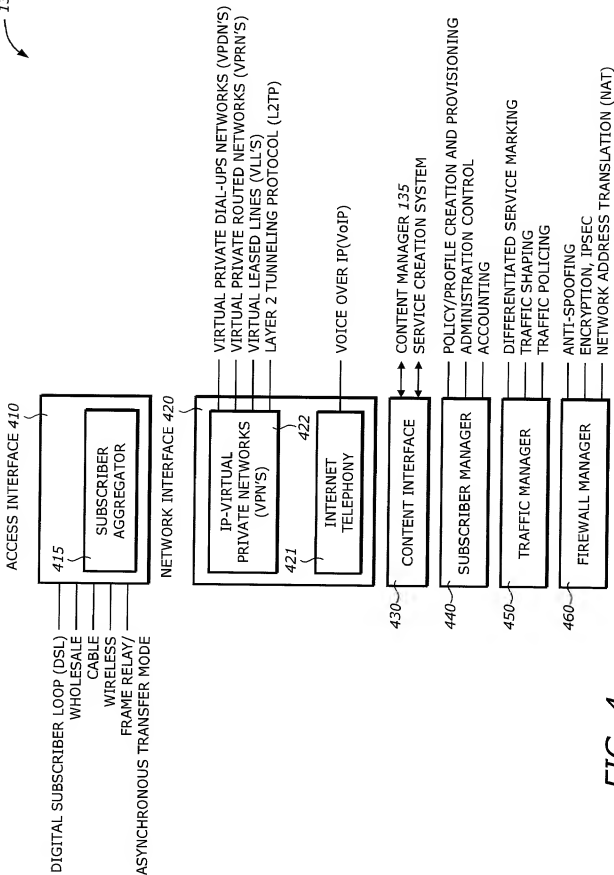 ACCESS INTERFACE 410
DIGITAL SUBSCRIBER LOOP (DSL)
WHOLESALE
CABLE
WIRELESS
FRAME RELAY/
ASYNCHRONOUS TRANSFER MODE
415
SUBSCRIBER
AGGREGATOR
NETWORK INTERFACE 420
IP-VIRTUAL
PRIVATE NETWORKS
(VPN'S)
422
VIRTUAL PRIVATE DIAL-UPS NETWORKS (VPDN'S)
VIRTUAL PRIVATE ROUTED NETWORKS (VPRN'S)
VIRTUAL LEASED LINES (VLL'S)
LAYER 2 TUNNELING PROTOCOL (L2TP)
421
INTERNET
TELEPHONY
VOICE OVER IP(VoIP)
430
CONTENT INTERFACE
CONTENT MANAGER 135
SERVICE CREATION SYSTEM
440
SUBSCRIBER MANAGER
POLICY/PROFILE CREATION AND PROVISIONING
ADMINISTRATION CONTROL
ACCOUNTING
450
TRAFFIC MANAGER
DIFFERENTIATED SERVICE MARKING
TRAFFIC SHAPING
TRAFFIC POLICING
460
FIREWALL MANAGER
ANTI-SPOOFING
ENCRYPTION, IPSEC
NETWORK ADDRESS TRANSLATION (NAT)